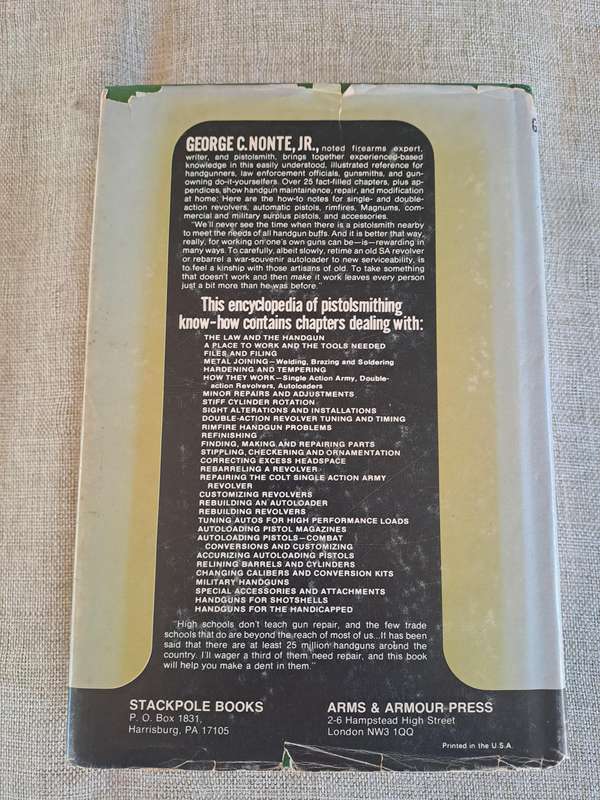 GEORGE C. NONTE, JR., noted firearms expert,
writer, and pistolsmith, brings together experienced-based
knowledge in this easily understood, illustrated reference for
handgunners, law enforcement officials, gunsmiths, and gun-
owning do-it-yourselfers. Over 25 fact-filled chapters, plus ap-
pendices, show handgun maintainence, repair, and modification
at home: Here are the how-to notes for single- and double-
action revolvers, automatic pistols, rimfires, Magnums, com-
mercial and military surplus pistols, and accessories.
"We'll never see the time when there is a pistolsmith nearby
to meet the needs of all handgun buffs. And it is better that way,
really, for working on one's own guns can be—is—rewarding in
many ways. To carefully, albeit slowly, retime an old SA revolver
or rebarrel a war-souvenir autoloader to new serviceability, is
to feel a kinship with those artisans of old. To take something
that doesn't work and then make it work leaves every person
just a bit more than he was before."
This encyclopedia of pistolsmithing
know-how contains chapters dealing with:
THE LAW AND THE HANDGUN
A PLACE TO WORK AND THE TOOLS NEEDED
FILES AND FILING
METAL JOINING—Welding, Brazing and Soldering
HARDENING AND TEMPERING
HOW THEY WORK—Single Action Army, Double-
action Revolvers, Autoloaders
MINOR REPAIRS AND ADJUSTMENTS
STIFF CYLINDER ROTATION
SIGHT ALTERATIONS AND INSTALLATIONS
DOUBLE-ACTION REVOLVER TUNING AND TIMING
RIMFIRE HANDGUN PROBLEMS
REFINISHING
FINDING, MAKING AND REPAIRING PARTS
STIPPLING, CHECKERING AND ORNAMENTATION
CORRECTING EXCESS HEADSPACE
REBARRELING A REVOLVER
REPAIRING THE COLT SINGLE ACTION ARMY
REVOLVER
CUSTOMIZING REVOLVERS
REBUILDING AN AUTOLOADER
REBUILDING REVOLVERS
TUNING AUTOS FOR HIGH PERFORMANCE LOADS
AUTOLOADING PISTOL MAGAZINES
AUTOLOADING PISTOLS—COMBAT
CONVERSIONS AND CUSTOMIZING
ACCURIZING AUTOLOADING PISTOLS
RELINING BARRELS AND CYLINDERS
CHANGING CALIBERS AND CONVERSION KITS
MILITARY HANDGUNS
SPECIAL ACCESSORIES AND ATTACHMENTS
HANDGUNS FOR SHOTSHELLS
HANDGUNS FOR THE HANDICAPPED
"High schools don't teach gun repair, and the few trade
schools that do are beyond the reach of most of us...It has been
said that there are at least 25 million handguns around the
country. I'll wager a third of them need repair, and this book
will help you make a dent in them."
STACKPOLE BOOKS
P. O. Box 1831,
Harrisburg, PA 17105
ARMS & ARMOUR PRESS
2-6 Hampstead High Street
London NW3 1QQ
Printed in the U.S.A.